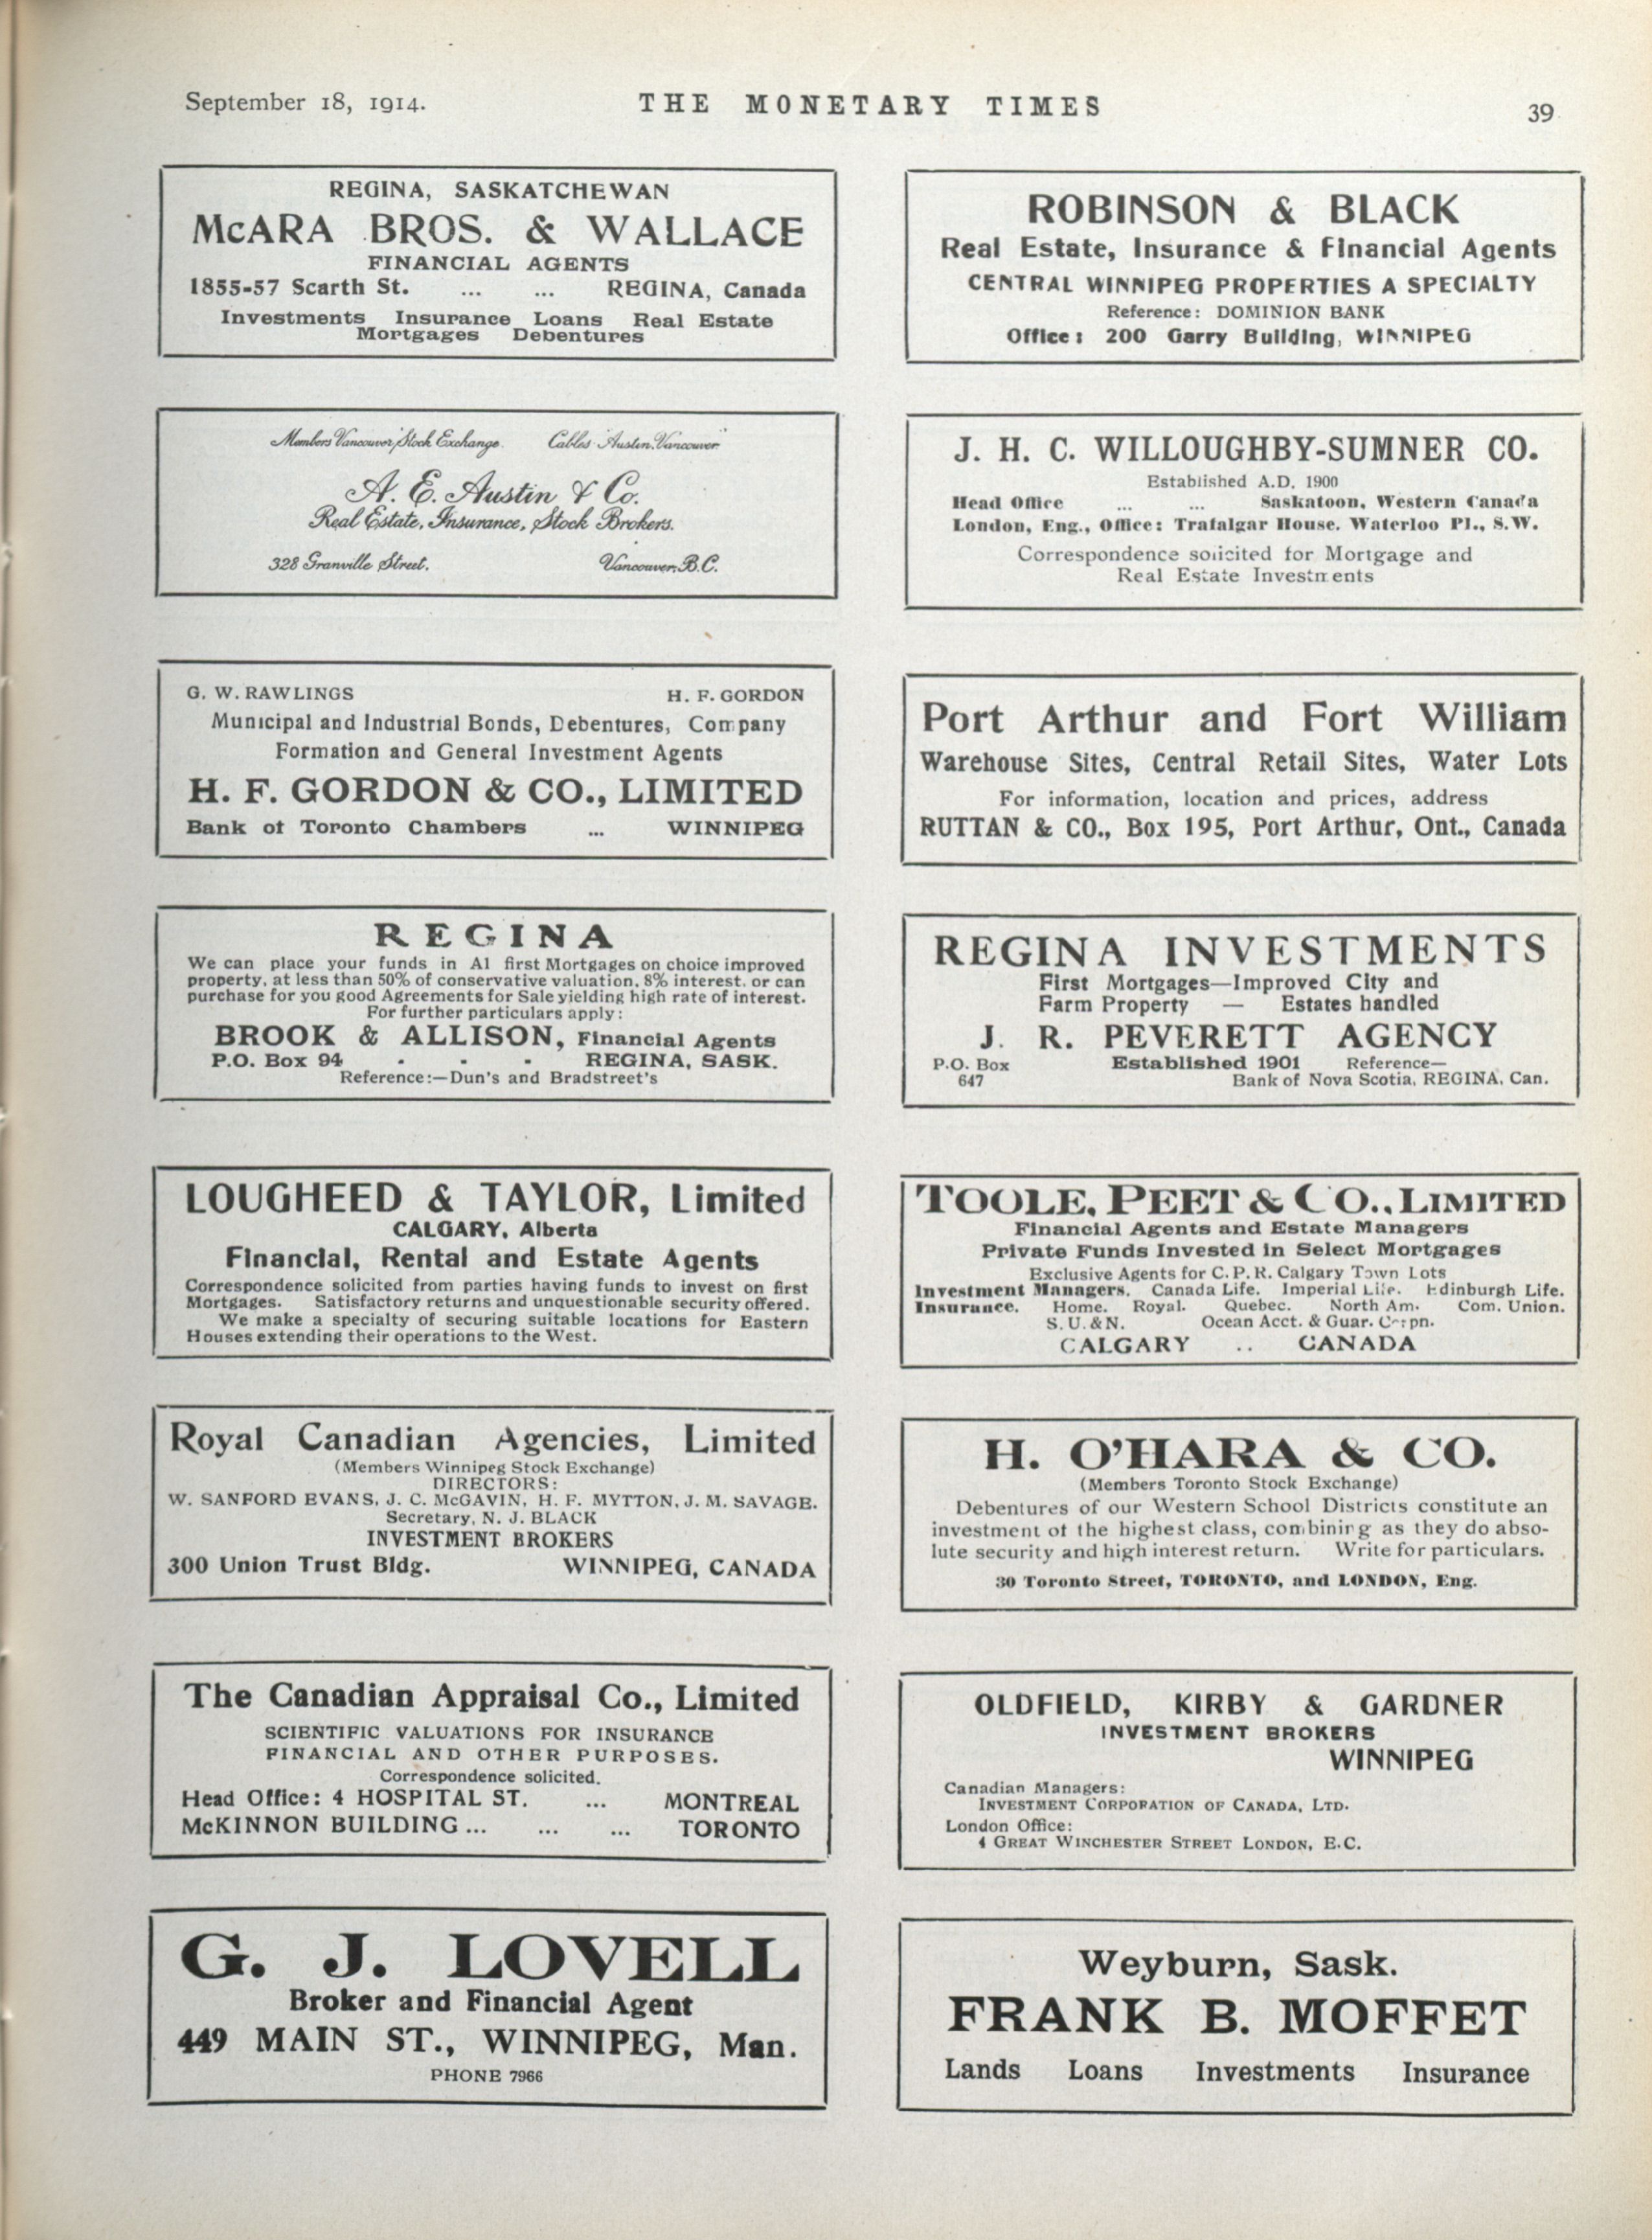 September 18, 1914.
THE MONETARY TIMES
39
REGINA, SASKATCHEWAN
McARA BROS. & WALLACE
FINANCIAL AGENTS
1855-57 Scarth St. ... ... REGINA, Canada
Investments Insurance Loans Real Estate
Mortgages Debentures
ROBINSON & BLACK
Real Estate, Insurance & Financial Agents
CENTRAL WINNIPEG PROPERTIES A SPECIALTY
Reference: DOMINION BANK
Office: 200 Garry Building, WINNIPEG
Members Vancouver Stock Exchange. Cables "Austin, Vancouver"
A. E. Austin & Co.
Real Estate, Insurance, Stock Brokers.
328 Granville Street. Vancouver, B.C.
J. H. C. WILLOUGHBY-SUMNER CO.
Established A.D. 1900
Head Office ... ... Saskatoon, Western Canada
London, Eng., Office: Trafalgar House, Waterloo Pl., S.W.
Correspondence solicited for Mortgage and
Real Estate Investments
G. W. RAWLINGS H. F. GORDON
Municipal and Industrial Bonds, Debentures, Company
Formation and General Investment Agents
H. F. GORDON & CO., LIMITED
Bank of Toronto Chambers ... WINNIPEG
Port Arthur and Fort William
Warehouse Sites, Central Retail Sites, Water Lots
For information, location and prices, address
RUTTAN & CO., Box 195, Port Arthur, Ont., Canada
REGINA
We can place your funds in A1 first Mortgages on choice improved
property, at less than 50% of conservative valuation, 8% interest, or can
purchase for you good Agreements for Sale yielding high rate of interest.
For further particulars apply:
BROOK & ALLISON, Financial Agents
P.O. Box 94 - - - REGINA, SASK.
Reference:—Dun's and Bradstreet's
REGINA INVESTMENTS
First Mortgages—Improved City and
Farm Property — Estates handled
J. R. PEVERETT AGENCY
P.O. Box Established 1901 Reference—
647 Bank of Nova Scotia, REGINA, Can.
LOUGHEED & TAYLOR, Limited
CALGARY, Alberta
Financial, Rental and Estate Agents
Correspondence solicited from parties having funds to invest on first
Mortgages. Satisfactory returns and unquestionable security offered.
We make a specialty of securing suitable locations for Eastern
Houses extending their operations to the West.
TOOLE, PEET & CO., LIMITED
Financial Agents and Estate Managers
Private Funds Invested in Select Mortgages
Exclusive Agents for C. P. R. Calgary Town Lots
Investment Managers. Canada Life. Imperial Life. Edinburgh Life.
Insurance. Home. Royal. Quebec. North Am. Com. Union.
S. U. & N. Ocean Acct. & Guar. Corpn.
CALGARY .. CANADA
Royal Canadian Agencies, Limited
(Members Winnipeg Stock Exchange)
DIRECTORS:
W. SANFORD EVANS, J. C. McGAVIN, H. F. MYTTON, J. M. SAVAGE.
Secretary, N. J. BLACK
INVESTMENT BROKERS
300 Union Trust Bldg. WINNIPEG, CANADA
H. O'HARA & CO.
(Members Toronto Stock Exchange)
Debentures of our Western School Districts constitute an
investment of the highest class, combining as they do abso-
lute security and high interest return. Write for particulars.
30 Toronto Street, TORONTO, and LONDON, Eng.
The Canadian Appraisal Co., Limited
SCIENTIFIC VALUATIONS FOR INSURANCE
FINANCIAL AND OTHER PURPOSES.
Correspondence solicited.
Head Office: 4 HOSPITAL ST. ... MONTREAL
McKINNON BUILDING ... ... ... TORONTO
OLDFIELD, KIRBY & GARDNER
INVESTMENT BROKERS
WINNIPEG
Canadian Managers:
INVESTMENT CORPORATION OF CANADA, LTD.
London Office:
4 GREAT WINCHESTER STREET LONDON, E.C.
G. J. LOVELL
Broker and Financial Agent
449 MAIN ST., WINNIPEG, Man.
PHONE 7966
Weyburn, Sask.
FRANK B. MOFFET
Lands Loans Investments Insurance